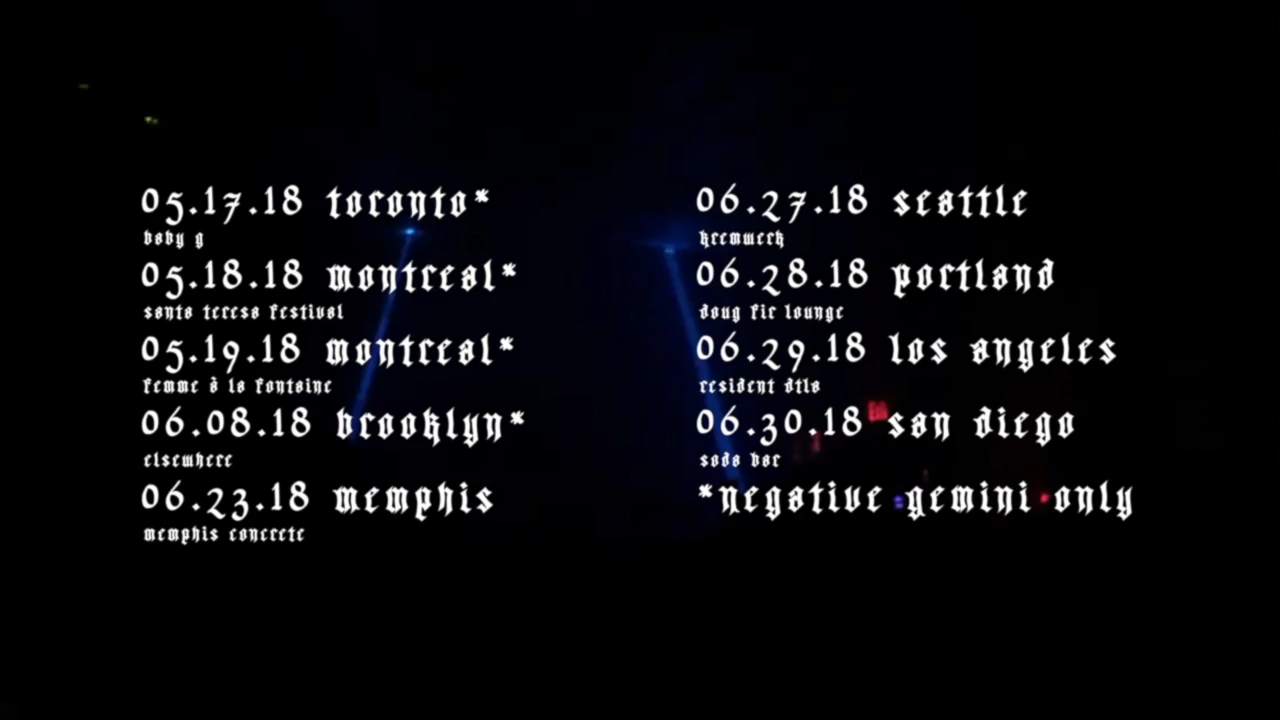 05.17.18 toronto*
baby g
05.18.18 montreal*
santa teresa festival
05.19.18 montreal*
femme à la fontaine
06.08.18 brooklyn*
elsewhere
06.23.18 memphis
memphis concrete
06.27.18 seattle
kremwerk
06.28.18 portland
doug fir lounge
06.29.18 los angeles
resident dtla
06.30.18 san diego
soda bar
*negative gemini only